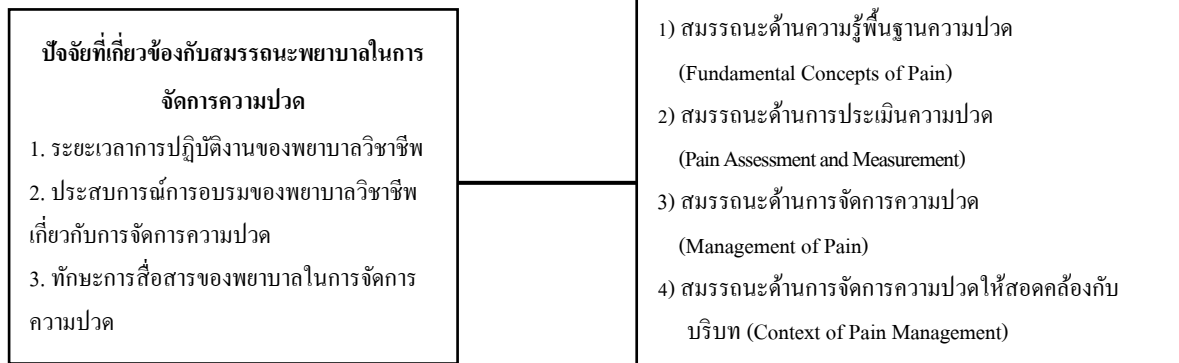 ปัจจัยที่เกี่ยวข้องกับสมรรถนะพยาบาลในการ
จัดการความปวด
1. ระยะเวลาการปฏิบัติงานของพยาบาลวิชาชีพ
2. ประสบการณ์การอบรมของพยาบาลวิชาชีพ
เกี่ยวกับการจัดการความปวด
3. ทักษะการสื่อสารของพยาบาลในการจัดการ
ความปวด
1) สมรรถนะด้านความรู้พื้นฐานความปวด
(Fundamental Concepts of Pain)
2) สมรรถนะด้านการประเมินความปวด
(Pain Assessment and Measurement)
3) สมรรถนะด้านการจัดการความปวด
(Management of Pain)
4) สมรรถนะด้านการจัดการความปวดให้สอดคล้องกับ
บริบท (Context of Pain Management)